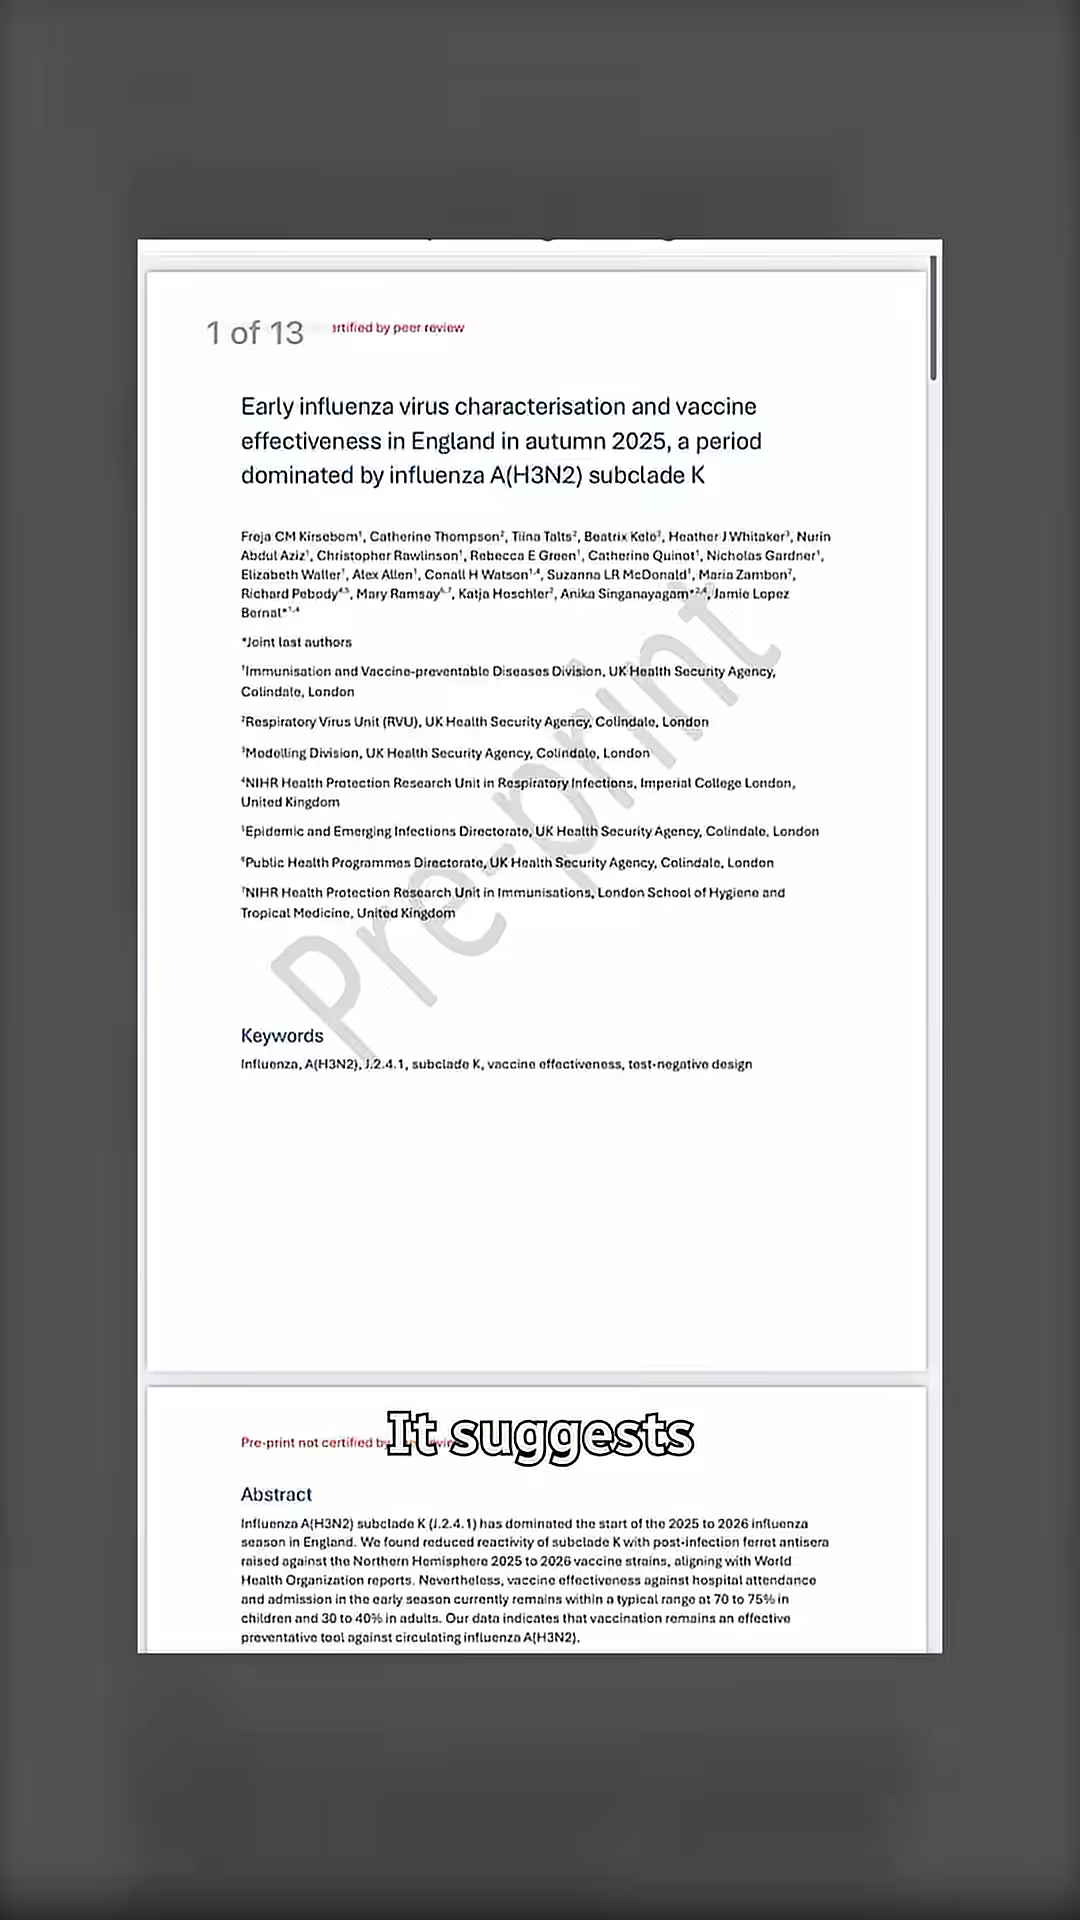 1 of 13
ertified by peer review
Early influenza virus characterisation and vaccine
effectiveness in England in autumn 2025, a period
dominated by influenza A(H3N2) subclade K
Freja CM Kirsebom¹, Catherine Thompson², Tiina Talts², Beatrix Kele², Heather J Whitaker³, Nurin
Abdul Aziz¹, Christopher Rawlinson¹, Rebecca E Green¹, Catherine Quinot¹, Nicholas Gardner¹,
Elizabeth Waller¹, Alex Allen¹, Conall H Watson¹,⁴, Suzanna LR McDonald¹, Maria Zambon²,
Richard Pebody⁴,⁵, Mary Ramsay⁶,⁷, Katja Hoschler², Anika Singanayagam*²,⁴, Jamie Lopez
Bernal*¹,⁴
*Joint last authors
¹Immunisation and Vaccine-preventable Diseases Division, UK Health Security Agency,
Colindale, London
²Respiratory Virus Unit (RVU), UK Health Security Agency, Colindale, London
³Modelling Division, UK Health Security Agency, Colindale, London
⁴NIHR Health Protection Research Unit in Respiratory Infections, Imperial College London,
United Kingdom
⁵Epidemic and Emerging Infections Directorate, UK Health Security Agency, Colindale, London
⁶Public Health Programmes Directorate, UK Health Security Agency, Colindale, London
⁷NIHR Health Protection Research Unit in Immunisations, London School of Hygiene and
Tropical Medicine, United Kingdom
Pre-print
Keywords
Influenza, A(H3N2), J.2.4.1, subclade K, vaccine effectiveness, test-negative design
It suggests
Pre-print not certified by
Abstract
Influenza A(H3N2) subclade K (J.2.4.1) has dominated the start of the 2025 to 2026 influenza
season in England. We found reduced reactivity of subclade K with post-infection ferret antisera
raised against the Northern Hemisphere 2025 to 2026 vaccine strains, aligning with World
Health Organization reports. Nevertheless, vaccine effectiveness against hospital attendance
and admission in the early season currently remains within a typical range at 70 to 75% in
children and 30 to 40% in adults. Our data indicates that vaccination remains an effective
preventative tool against circulating influenza A(H3N2).